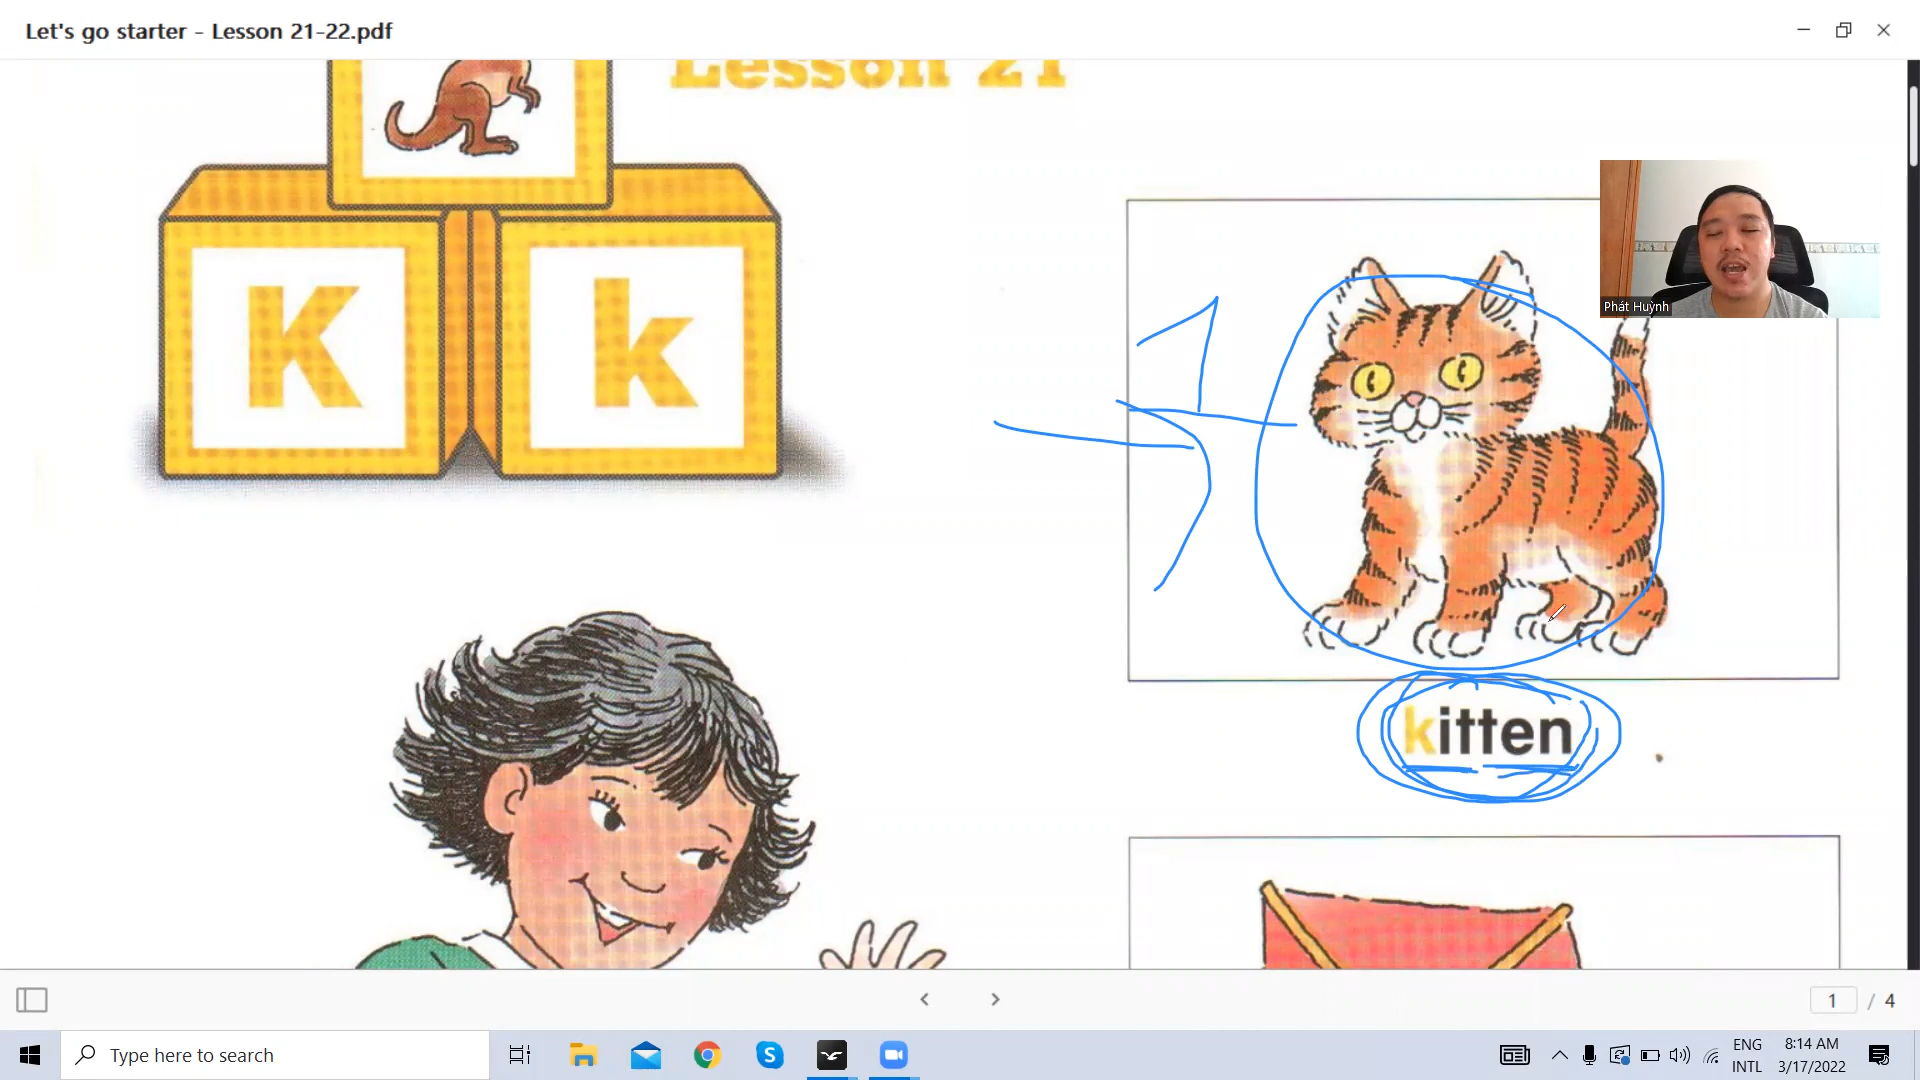 Let's go starter - Lesson 21-22.pdf
Lesson 21
Phát Huỳnh
K k
kitten
1 / 4
Type here to search
ENG
INTL
8:14 AM
3/17/2022